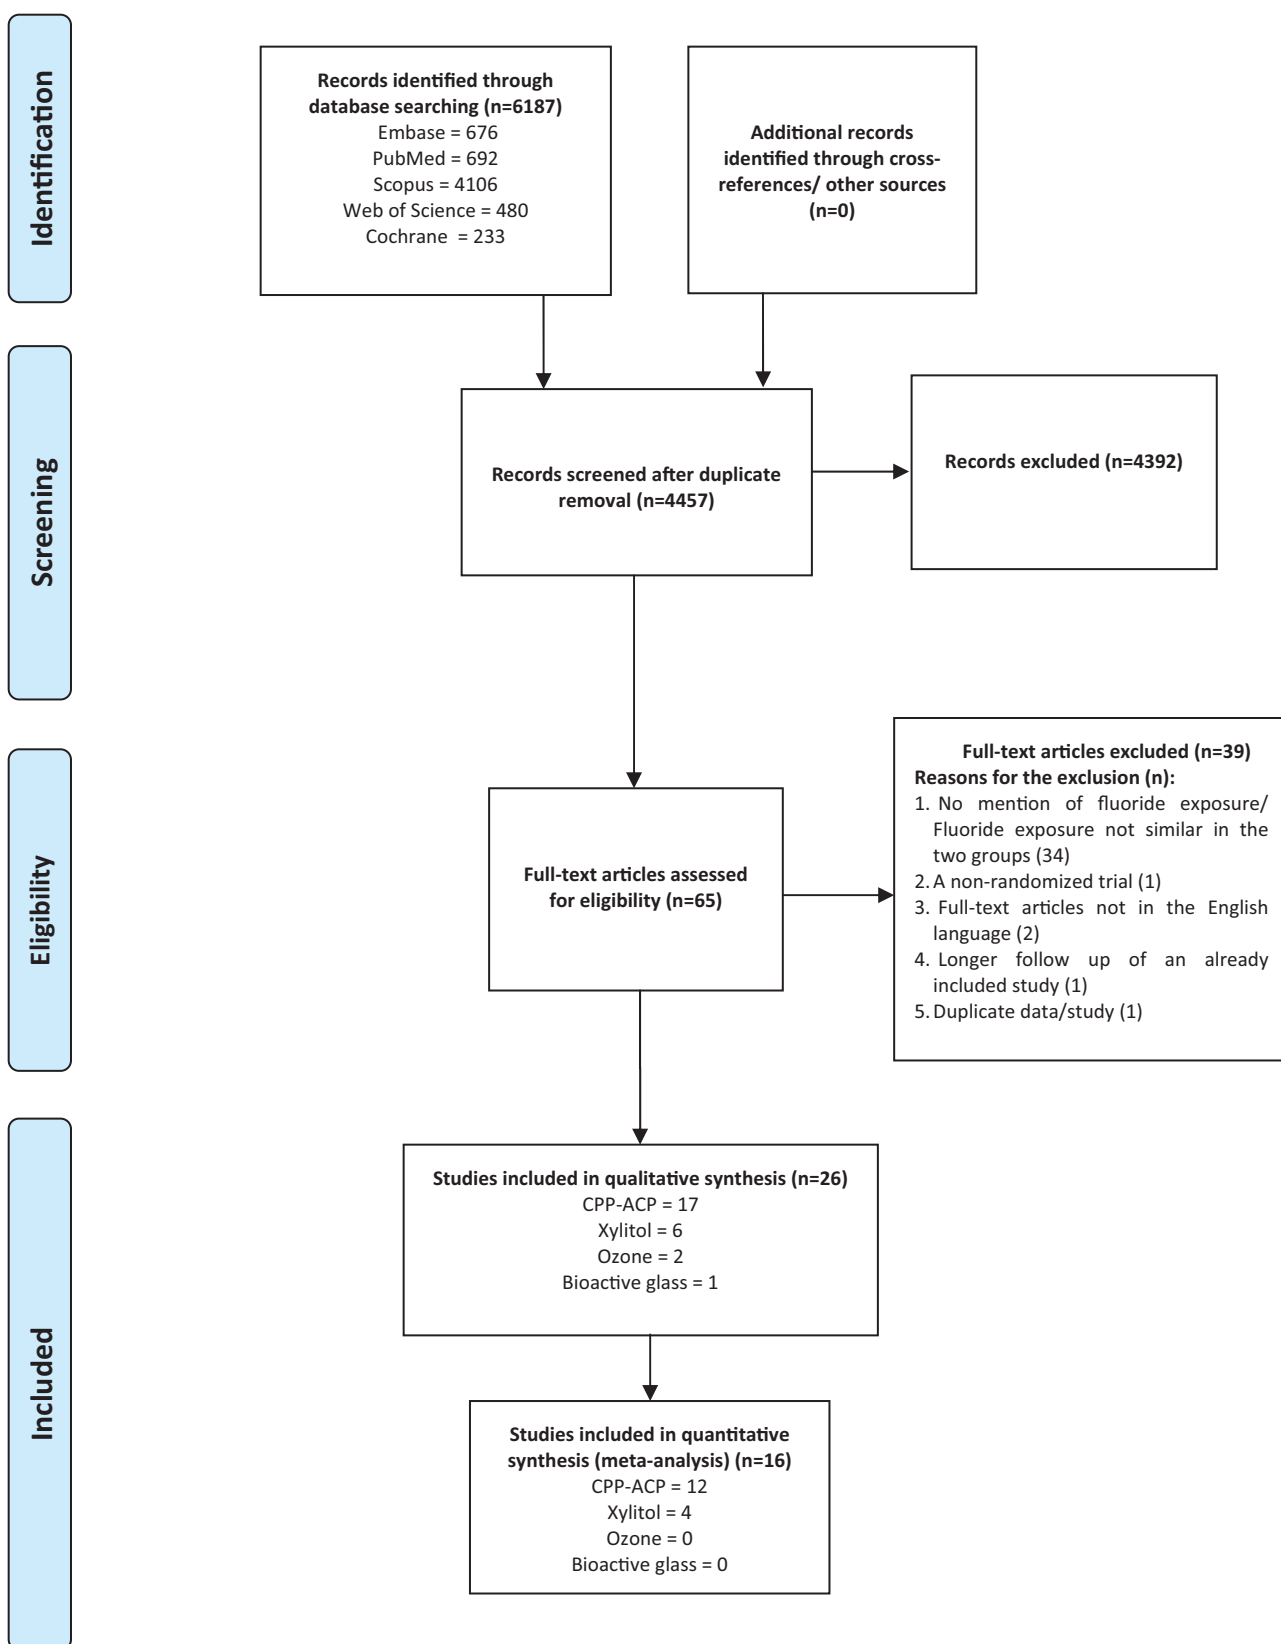 Identification
Records identified through
database searching (n=6187)
Embase = 676
PubMed = 692
Scopus = 4106
Web of Science = 480
Cochrane = 233
Additional records
identified through cross-
references/ other sources
(n=0)
Screening
Records screened after duplicate
removal (n=4457)
Records excluded (n=4392)
Eligibility
Full-text articles assessed
for eligibility (n=65)
Full-text articles excluded (n=39)
Reasons for the exclusion (n):
1. No mention of fluoride exposure/
Fluoride exposure not similar in the
two groups (34)
2. A non-randomized trial (1)
3. Full-text articles not in the English
language (2)
4. Longer follow up of an already
included study (1)
5. Duplicate data/study (1)
Included
Studies included in qualitative synthesis (n=26)
CPP-ACP = 17
Xylitol = 6
Ozone = 2
Bioactive glass = 1
Studies included in quantitative
synthesis (meta-analysis) (n=16)
CPP-ACP = 12
Xylitol = 4
Ozone = 0
Bioactive glass = 0